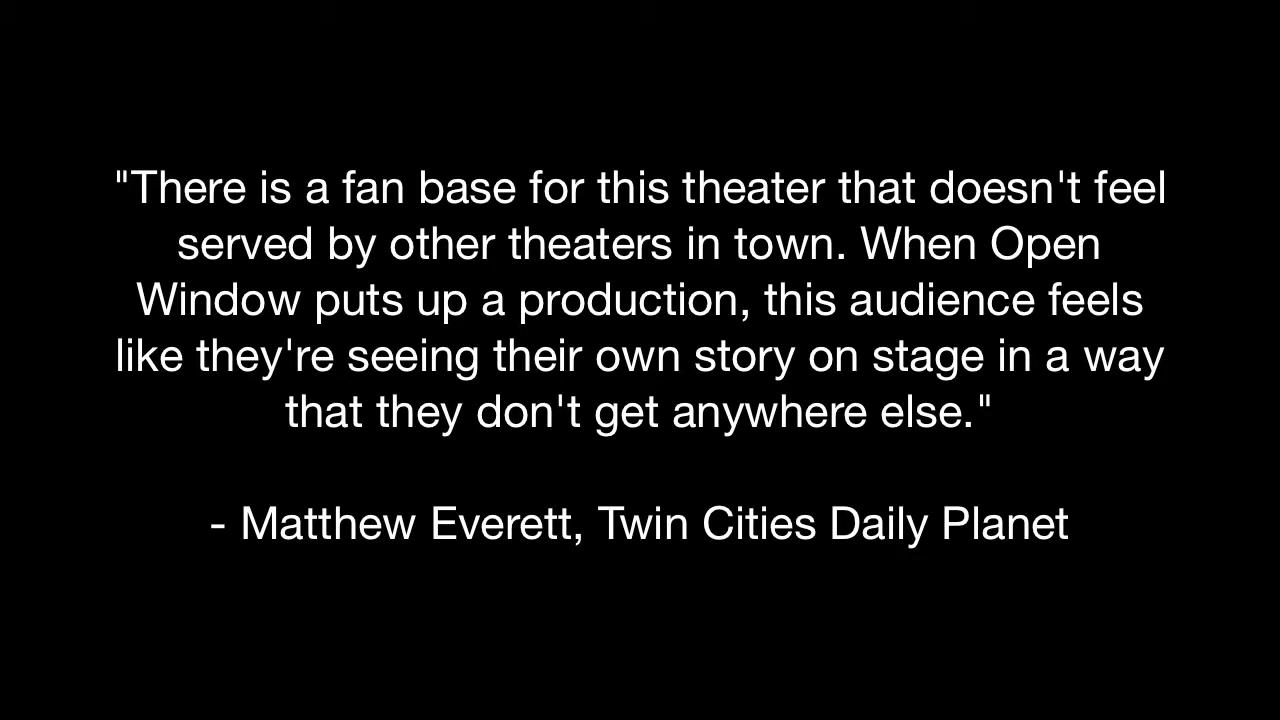 "There is a fan base for this theater that doesn't feel
served by other theaters in town. When Open
Window puts up a production, this audience feels
like they're seeing their own story on stage in a way
that they don't get anywhere else."
- Matthew Everett, Twin Cities Daily Planet